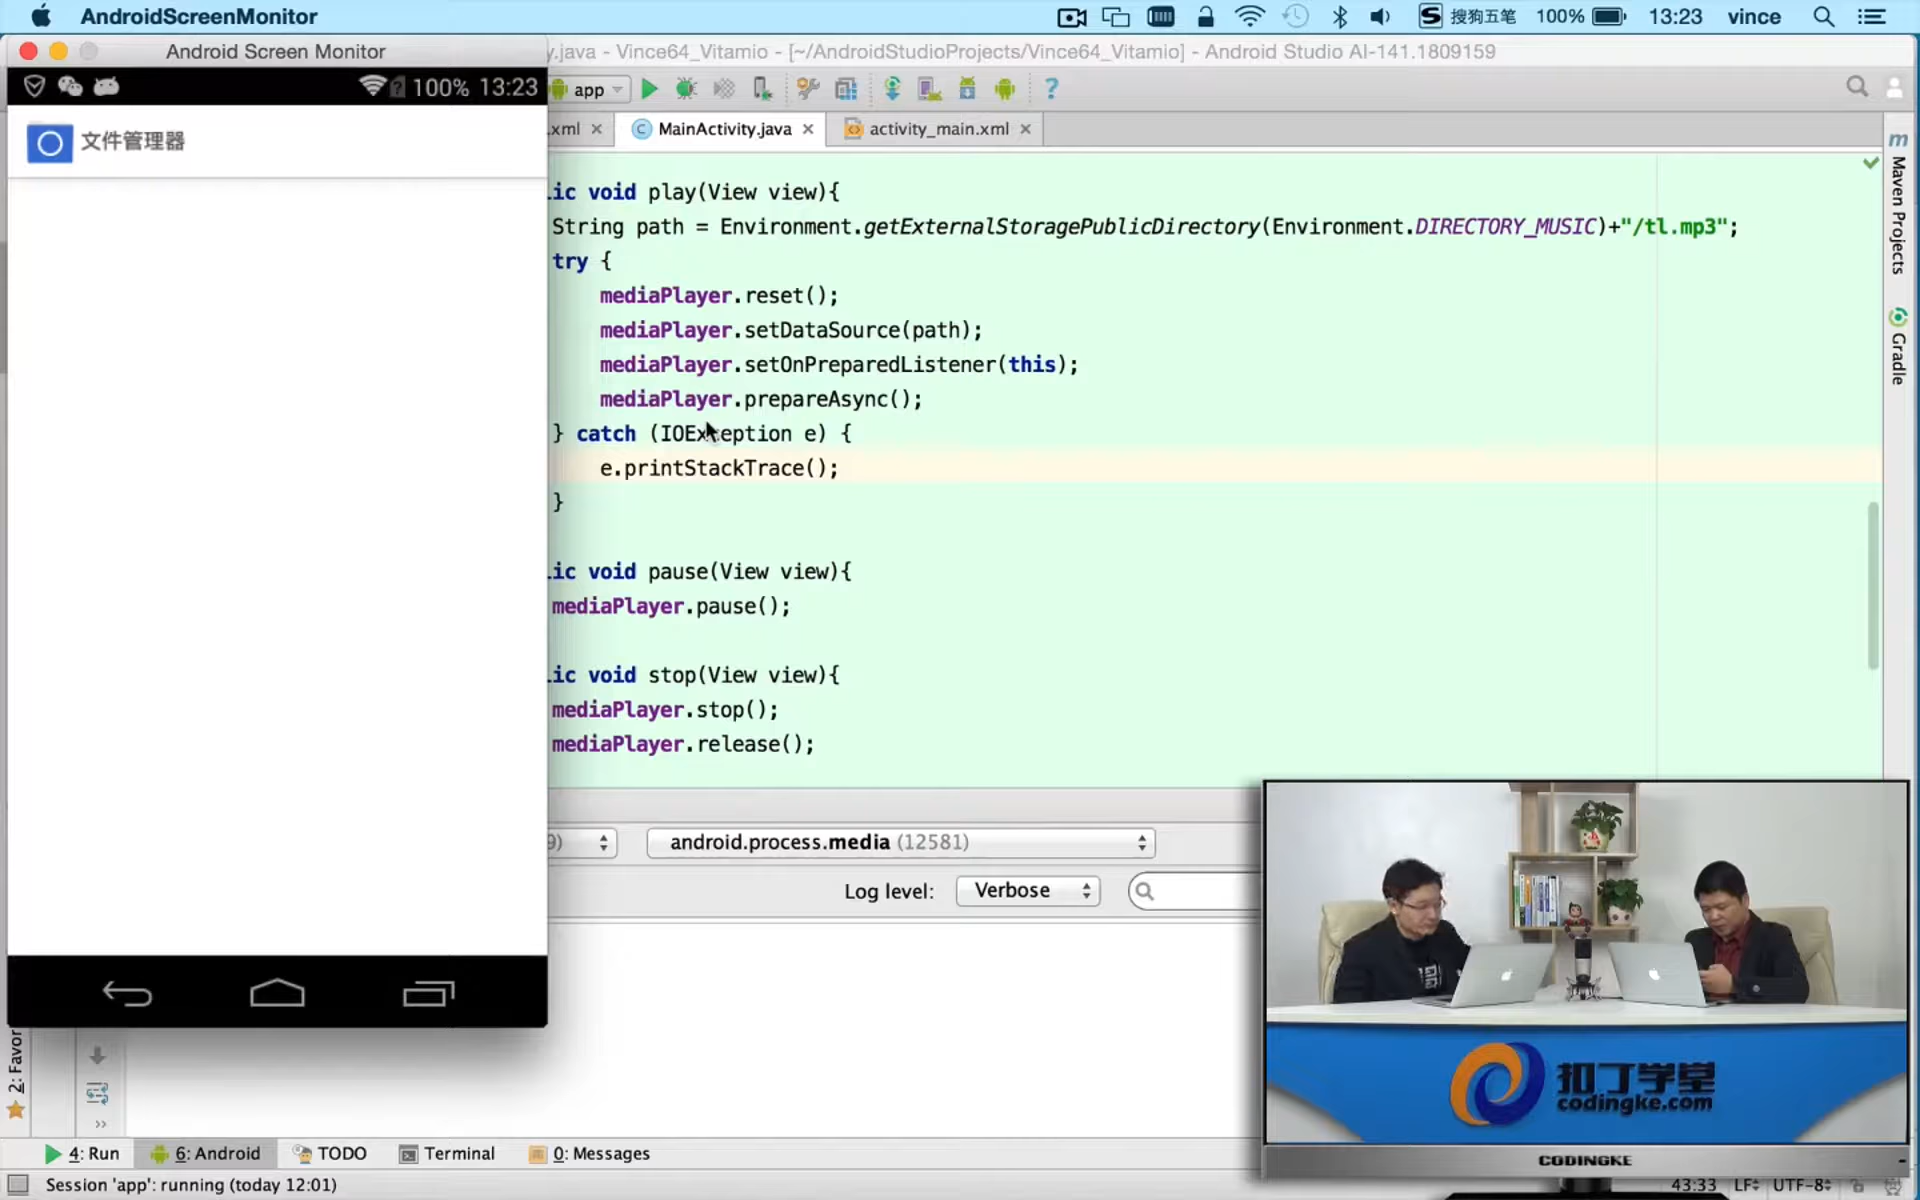 AndroidScreenMonitor
搜狗五笔 100% 13:23 vince
Android Screen Monitor
y.java - Vince64_Vitamio - [~/AndroidStudioProjects/Vince64_Vitamio] - Android Studio AI-141.1809159
100% 13:23
app
文件管理器
.xml
MainActivity.java
activity_main.xml
Maven Projects
Gradle
lic void play(View view){
String path = Environment.getExternalStoragePublicDirectory(Environment.DIRECTORY_MUSIC)+"/tl.mp3";
try {
mediaPlayer.reset();
mediaPlayer.setDataSource(path);
mediaPlayer.setOnPreparedListener(this);
mediaPlayer.prepareAsync();
} catch (IOException e) {
e.printStackTrace();
}
lic void pause(View view){
mediaPlayer.pause();
lic void stop(View view){
mediaPlayer.stop();
mediaPlayer.release();
9)
android.process.media (12581)
Log level: Verbose
扣丁学堂
codingke.com
CODINGKE
2: Favor
4: Run
6: Android
TODO
Terminal
0: Messages
Session 'app': running (today 12:01)
43:33 LF UTF-8